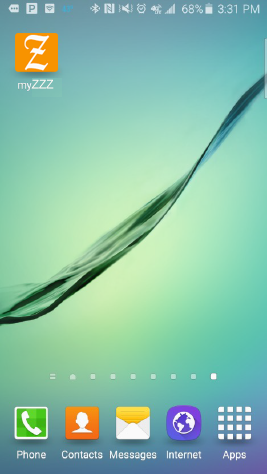 68% 3:31 PM
Z
myZZZ
Phone Contacts Messages Internet Apps